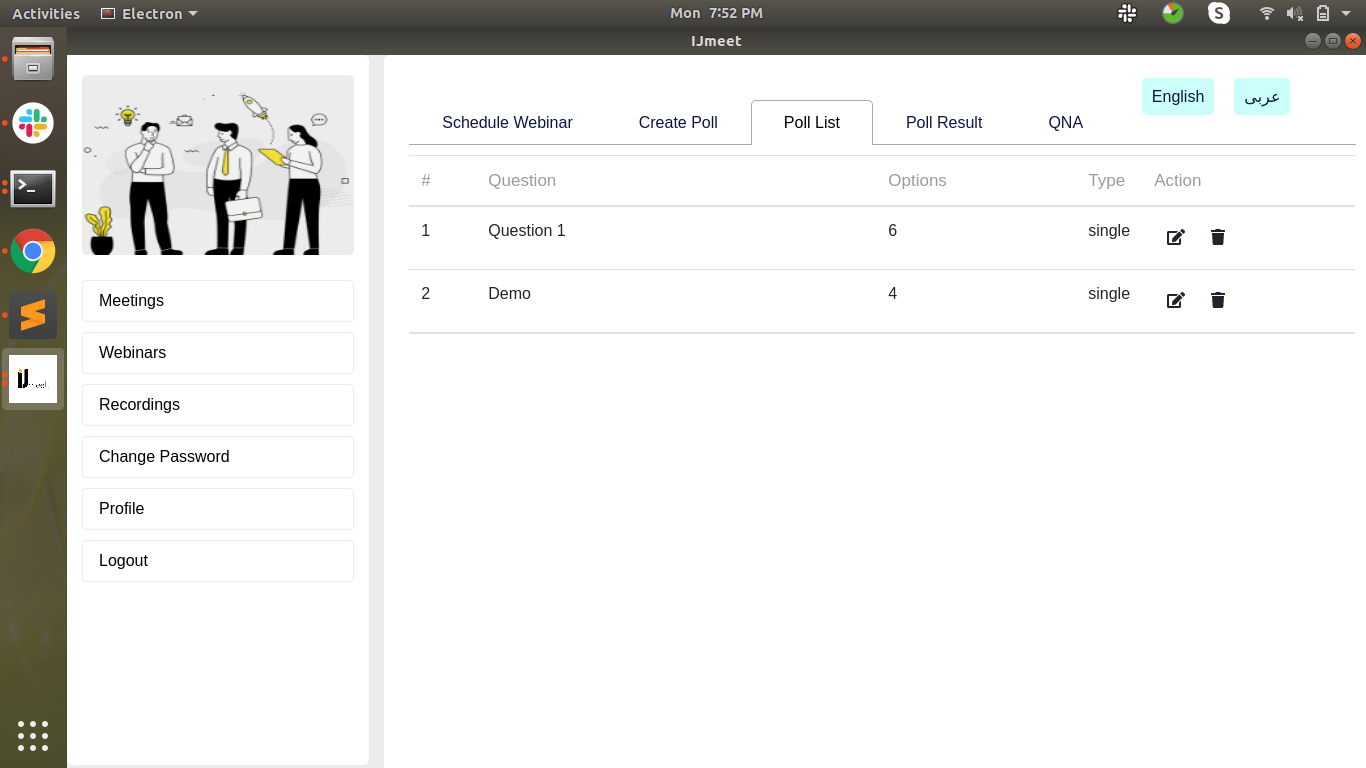 Activities Electron Mon 7:52 PM
IJmeet
English عربى
Schedule Webinar Create Poll Poll List Poll Result QNA
# Question Options Type Action
1 Question 1 6 single
2 Demo 4 single
Meetings
Webinars
Recordings
Change Password
Profile
Logout